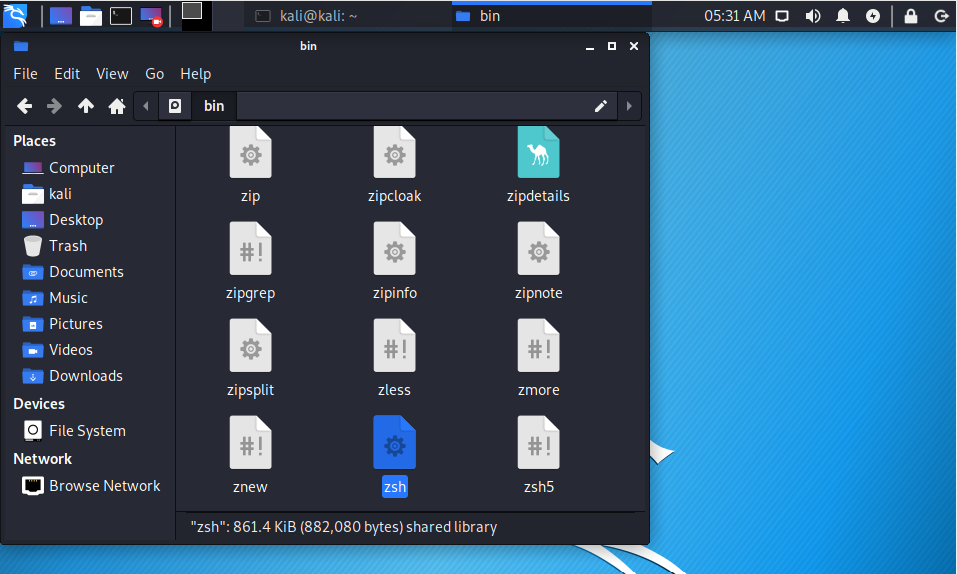 kali@kali: ~
bin
05:31 AM
bin
File Edit View Go Help
bin
Places
Computer
kali
Desktop
Trash
Documents
Music
Pictures
Videos
Downloads
Devices
File System
Network
Browse Network
zip zipcloak zipdetails
#!
zipgrep zipinfo zipnote
#! #!
zipsplit zless zmore
#! #!
znew zsh zsh5
"zsh": 861.4 KiB (882,080 bytes) shared library